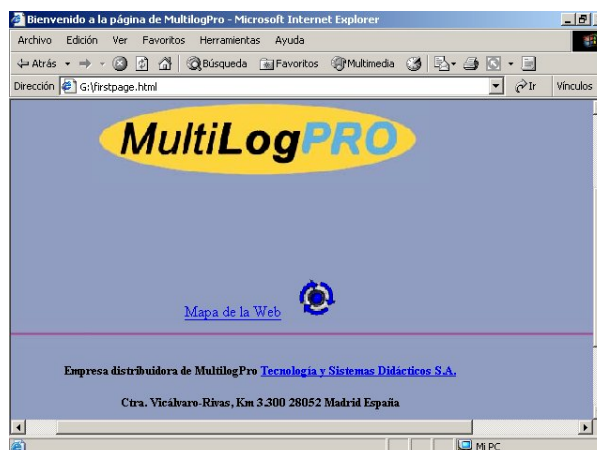 Bienvenido a la página de MultilogPro - Microsoft Internet Explorer
Archivo Edición Ver Favoritos Herramientas Ayuda
Atrás Búsqueda Favoritos Multimedia
Dirección G:\firstpage.html Ir Vínculos
MultiLogPRO
Mapa de la Web
Empresa distribuidora de MultilogPro Tecnología y Sistemas Didácticos S.A.
Ctra. Vicálvaro-Rivas, Km 3.300 28052 Madrid España
Mi PC